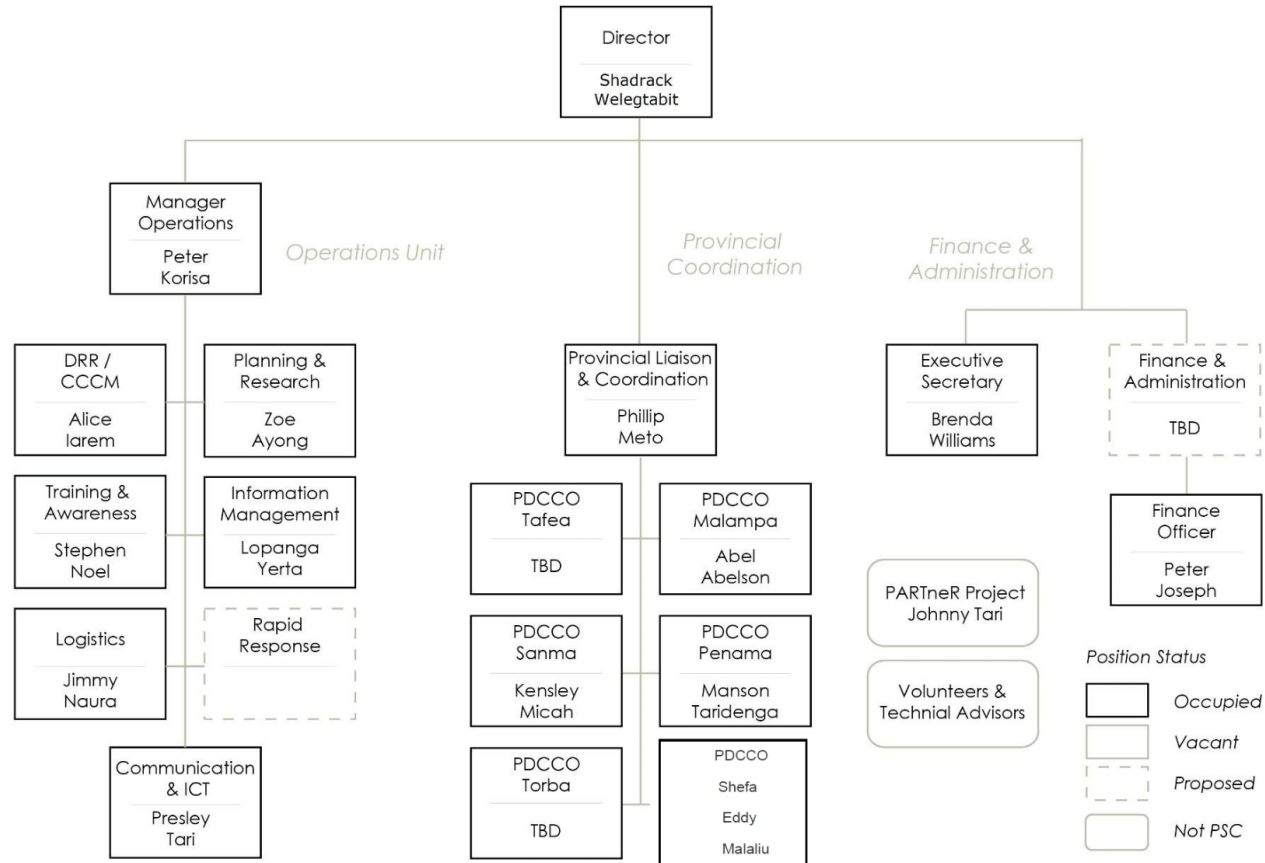 Director
Shadrack
Welegtabit
Manager
Operations
Peter
Korisa
Operations Unit
Provincial
Coordination
Finance &
Administration
DRR /
CCCM
Alice
Iarem
Planning &
Research
Zoe
Ayong
Training &
Awareness
Stephen
Noel
Information
Management
Lopanga
Yerta
Logistics
Jimmy
Naura
Rapid
Response
Communication
& ICT
Presley
Tari
Provincial Liaison
& Coordination
Phillip
Meto
PDCCO
Tafea
TBD
PDCCO
Malampa
Abel
Abelson
PDCCO
Sanma
Kensley
Micah
PDCCO
Penama
Manson
Taridenga
PDCCO
Torba
TBD
PDCCO
Shefa
Eddy
Malaliu
Executive
Secretary
Brenda
Williams
Finance &
Administration
TBD
Finance
Officer
Peter
Joseph
PARTneR Project
Johnny Tari
Volunteers &
Technial Advisors
Position Status
Occupied
Vacant
Proposed
Not PSC